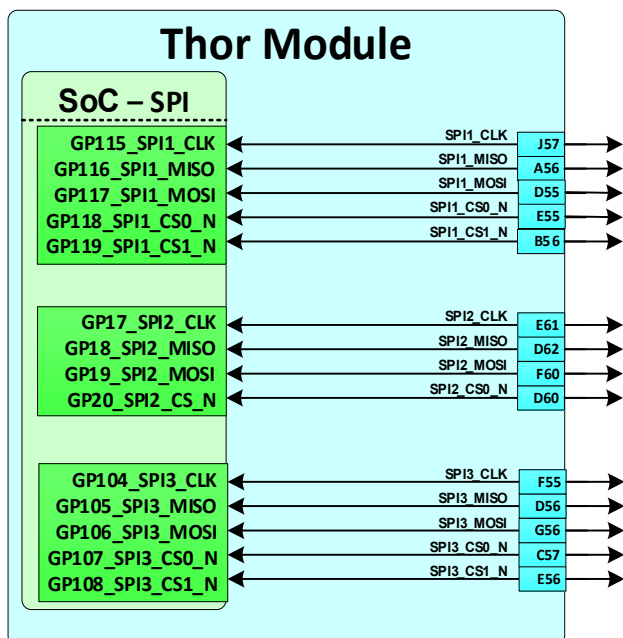 Thor Module
SoC – SPI
GP115_SPI1_CLK SPI1_CLK J57
GP116_SPI1_MISO SPI1_MISO A56
GP117_SPI1_MOSI SPI1_MOSI D55
GP118_SPI1_CS0_N SPI1_CS0_N E55
GP119_SPI1_CS1_N SPI1_CS1_N B56
GP17_SPI2_CLK SPI2_CLK E61
GP18_SPI2_MISO SPI2_MISO D62
GP19_SPI2_MOSI SPI2_MOSI F60
GP20_SPI2_CS_N SPI2_CS0_N D60
GP104_SPI3_CLK SPI3_CLK F55
GP105_SPI3_MISO SPI3_MISO D56
GP106_SPI3_MOSI SPI3_MOSI G56
GP107_SPI3_CS0_N SPI3_CS0_N C57
GP108_SPI3_CS1_N SPI3_CS1_N E56